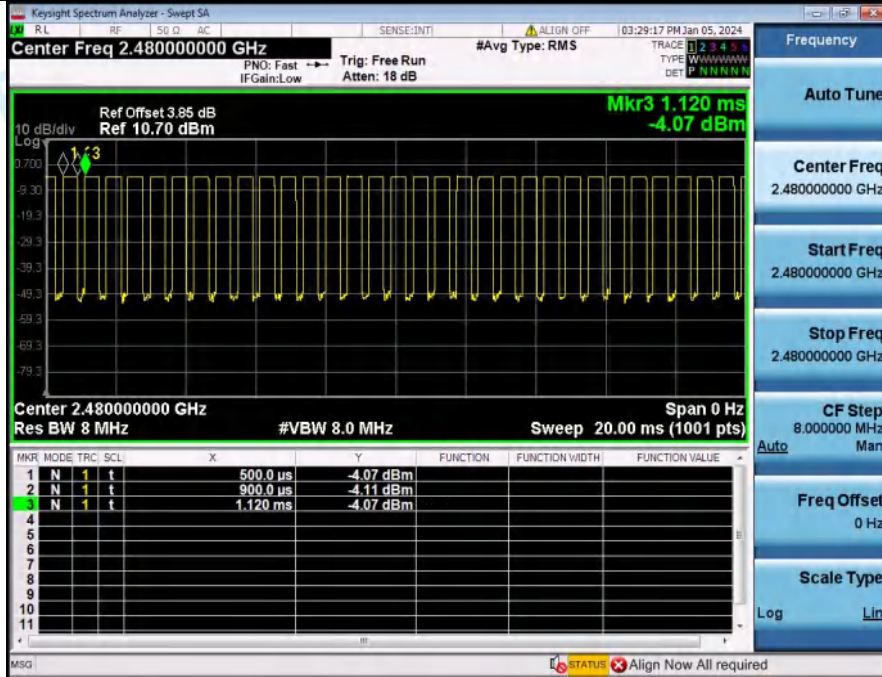 Keysight Spectrum Analyzer - Swept SA
RL RF 50 Ω AC SENSE:INT ALIGN OFF 03:29:17 PM Jan 05, 2024
Center Freq 2.480000000 GHz #Avg Type: RMS TRACE 1 2 3 4 5 6
PNO: Fast Trig: Free Run TYPE WWWWWW
IFGain:Low Atten: 18 dB DET P N N N N N
Ref Offset 3.85 dB Mkr3 1.120 ms
10 dB/div Ref 10.70 dBm -4.07 dBm
Log
0.700
-9.30
-19.3
-29.3
-39.3
-49.3
-59.3
-69.3
-79.3
Center 2.480000000 GHz Span 0 Hz
Res BW 8 MHz #VBW 8.0 MHz Sweep 20.00 ms (1001 pts)
MKR MODE TRC SCL X Y FUNCTION FUNCTION WIDTH FUNCTION VALUE
1 N 1 t 500.0 µs -4.07 dBm
2 N 1 t 900.0 µs -4.11 dBm
3 N 1 t 1.120 ms -4.07 dBm
4
5
6
7
8
9
10
11
MSG STATUS Align Now All required
Frequency
Auto Tune
Center Freq
2.480000000 GHz
Start Freq
2.480000000 GHz
Stop Freq
2.480000000 GHz
CF Step
8.000000 MHz
Auto Man
Freq Offset
0 Hz
Scale Type
Log Lin